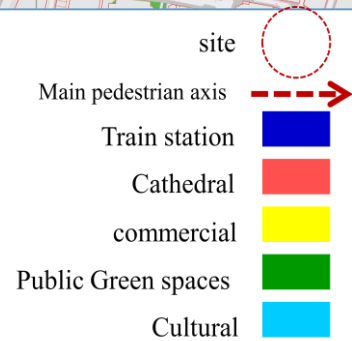 site
Main pedestrian axis
Train station
Cathedral
commercial
Public Green spaces
Cultural